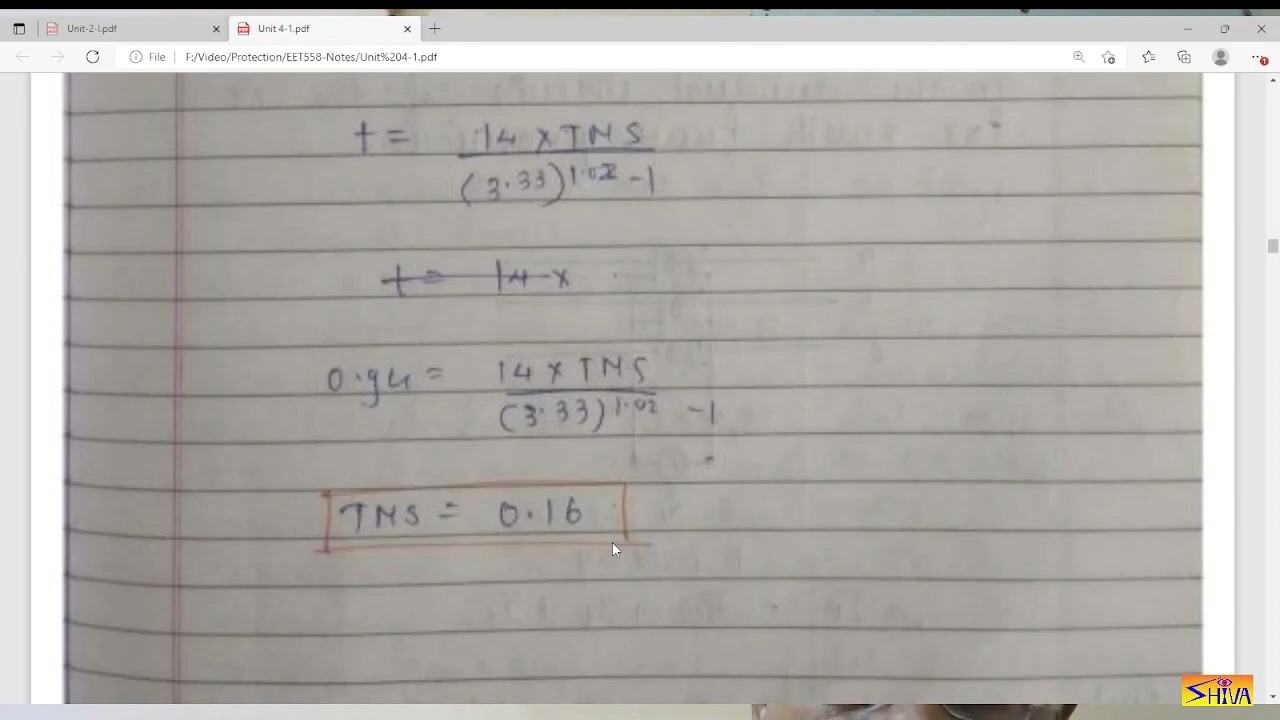 Unit-2-I.pdf
Unit 4-1.pdf
File F:/Video/Protection/EET558-Notes/Unit%204-1.pdf
t = 14 x TMS
(3.33)^1.02 - 1
t = 14 x
0.94 = 14 x TMS
(3.33)^1.02 - 1
TMS = 0.16
SHIVA